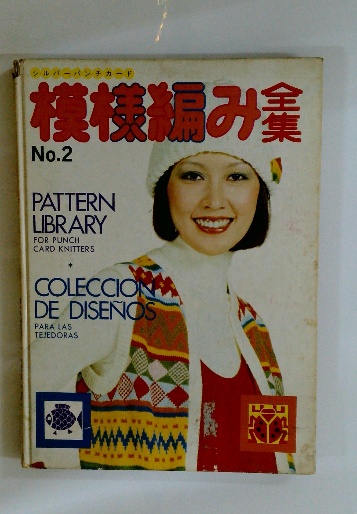 シルバーパンチカード
模様編み全集
No.2
PATTERN
LIBRARY
FOR PUNCH
CARD KNITTERS
COLECCION
DE DISEÑOS
PARA LAS
TEJEDORAS